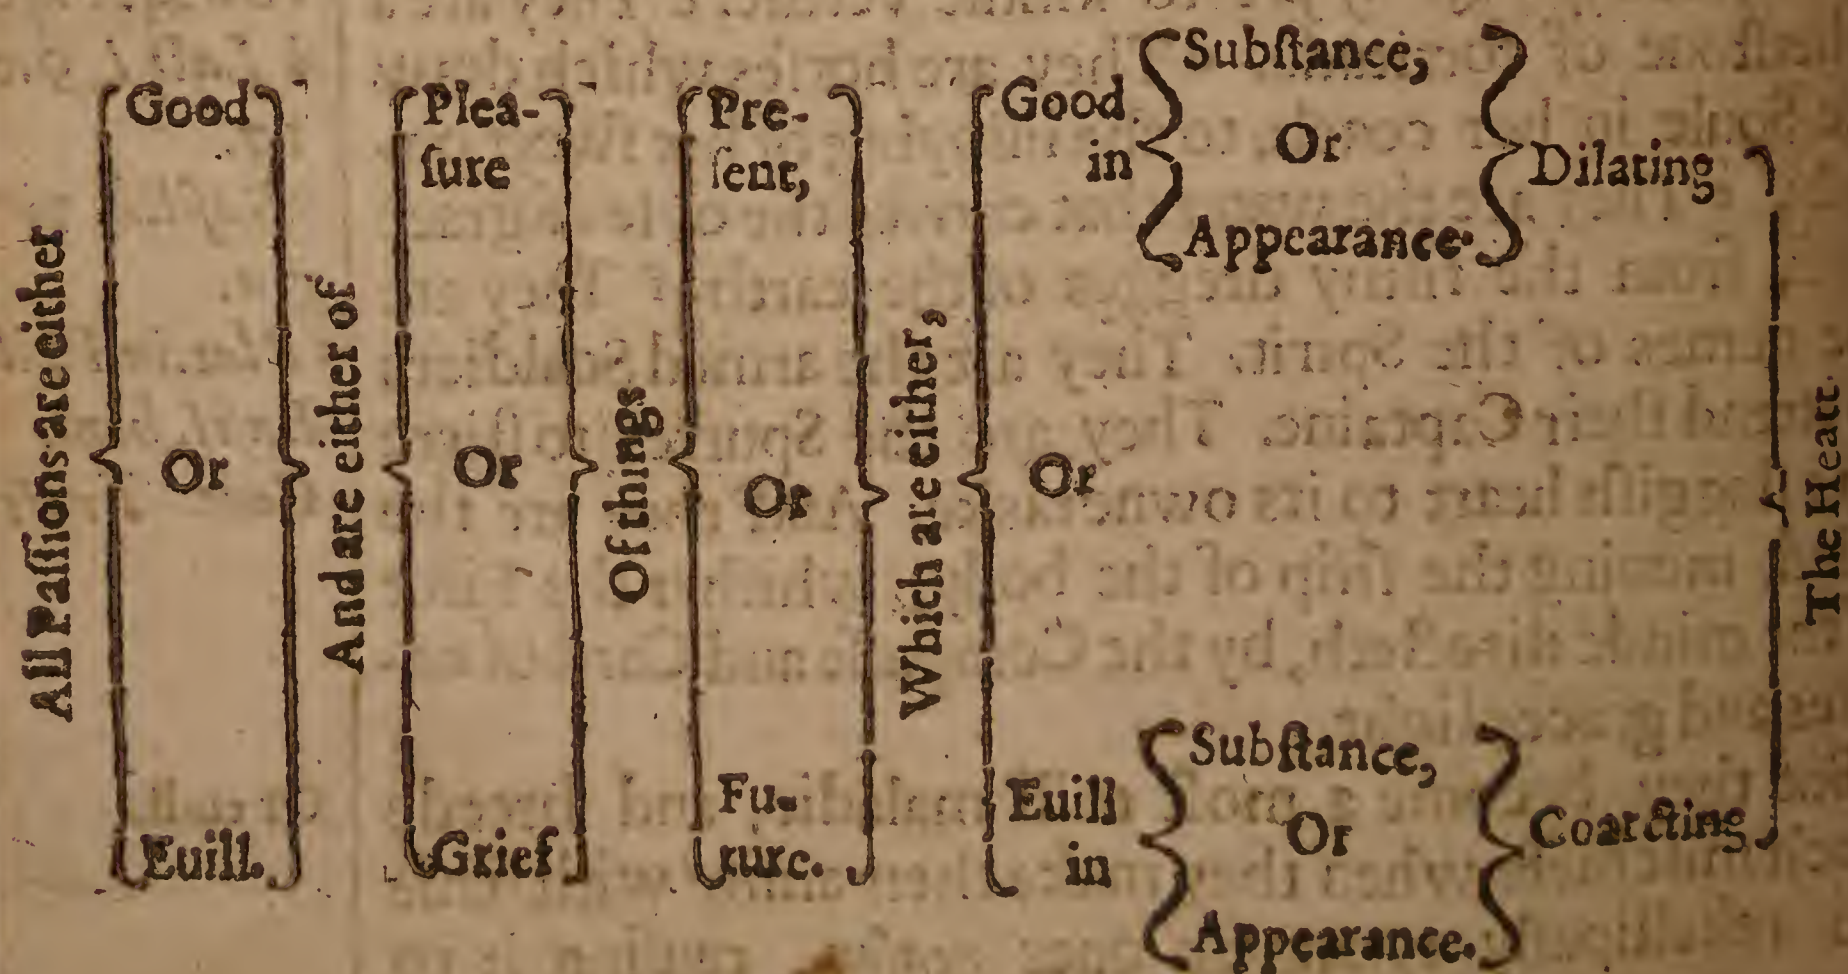 All Paſſions are either
Good
Or
Euill.
And are either of
Plea-
ſure
Or
Grief
Of things
Pre-
ſent,
Or
Fu-
ture.
Which are either,
Good
in
Subſtance,
Or
Appearance.
Dilating
Or
Euill
in
Subſtance,
Or
Appearance.
Coarcting
The Heart.